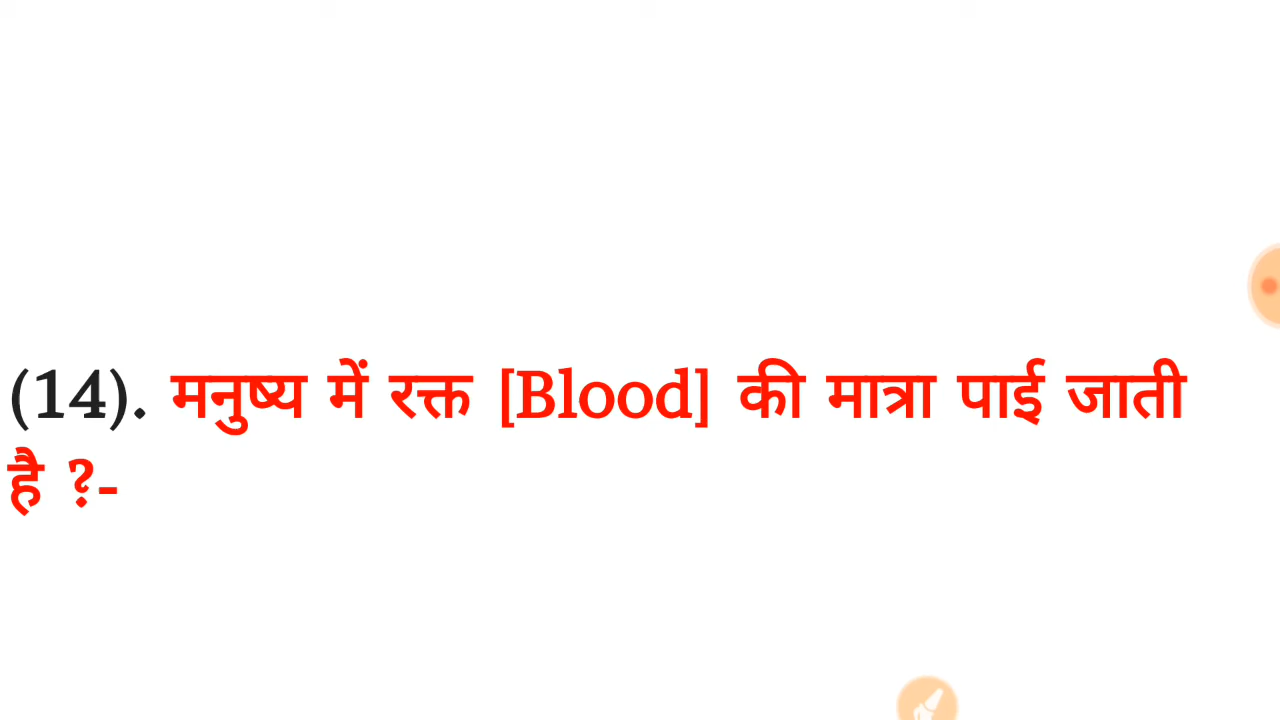 (14). मनुष्य में रक्त [Blood] की मात्रा पाई जाती
है ?-